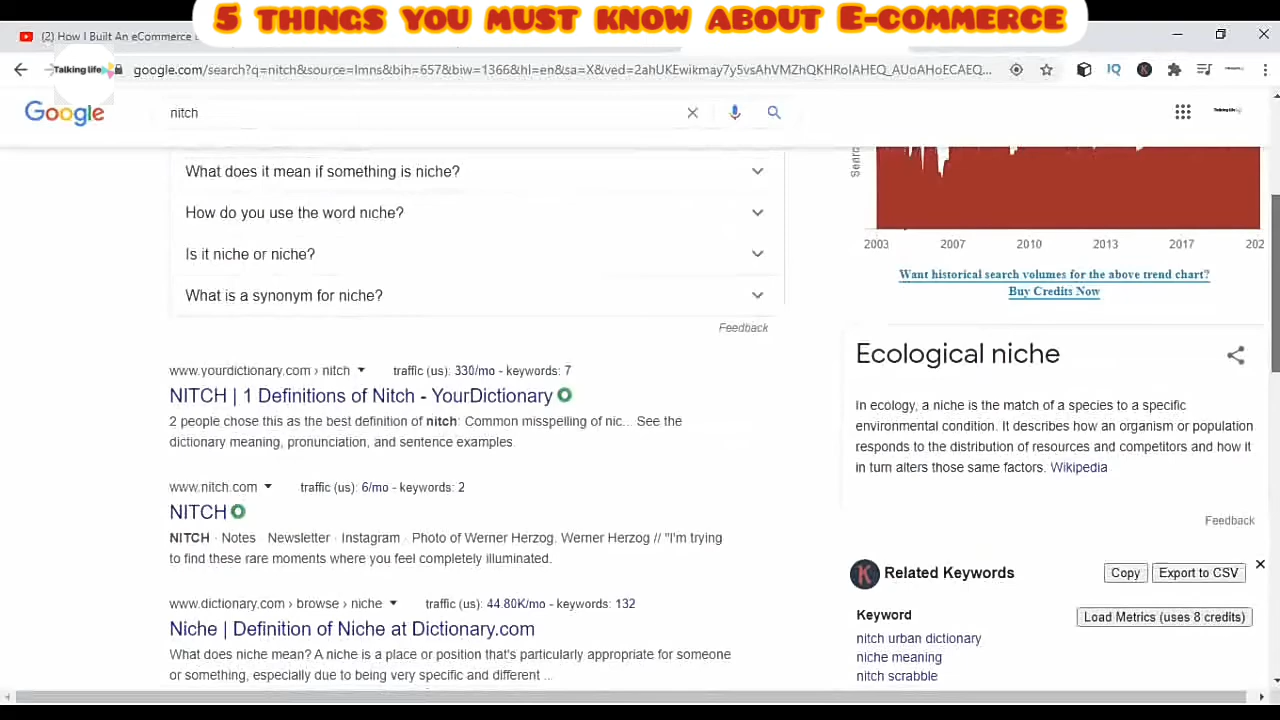 5 THINGS YOU MUST KNOW ABOUT E-COMMERCE
(2) How I Built An eCommerce
Talking life
google.com/search?q=nitch&source=lmns&bih=657&biw=1366&hl=en&sa=X&ved=2ahUKEwikmay7y5vsAhVMZhQKHRolAHEQ_AUoAHoECAEQ...
IQ
K
Google
nitch
What does it mean if something is niche?
How do you use the word niche?
Is it niche or niche?
What is a synonym for niche?
Feedback
www.yourdictionary.com › nitch traffic (us): 330/mo - keywords: 7
NITCH | 1 Definitions of Nitch - YourDictionary
2 people chose this as the best definition of nitch: Common misspelling of nic... See the
dictionary meaning, pronunciation, and sentence examples.
www.nitch.com traffic (us): 6/mo - keywords: 2
NITCH
NITCH · Notes · Newsletter · Instagram · Photo of Werner Herzog. Werner Herzog // "I'm trying
to find these rare moments where you feel completely illuminated.
www.dictionary.com › browse › niche traffic (us): 44.80K/mo - keywords: 132
Niche | Definition of Niche at Dictionary.com
What does niche mean? A niche is a place or position that's particularly appropriate for someone
or something, especially due to being very specific and different ...
2003 2007 2010 2013 2017 202
Want historical search volumes for the above trend chart?
Buy Credits Now
Ecological niche
In ecology, a niche is the match of a species to a specific
environmental condition. It describes how an organism or population
responds to the distribution of resources and competitors and how it
in turn alters those same factors. Wikipedia
Feedback
K Related Keywords Copy Export to CSV
Keyword Load Metrics (uses 8 credits)
nitch urban dictionary
niche meaning
nitch scrabble